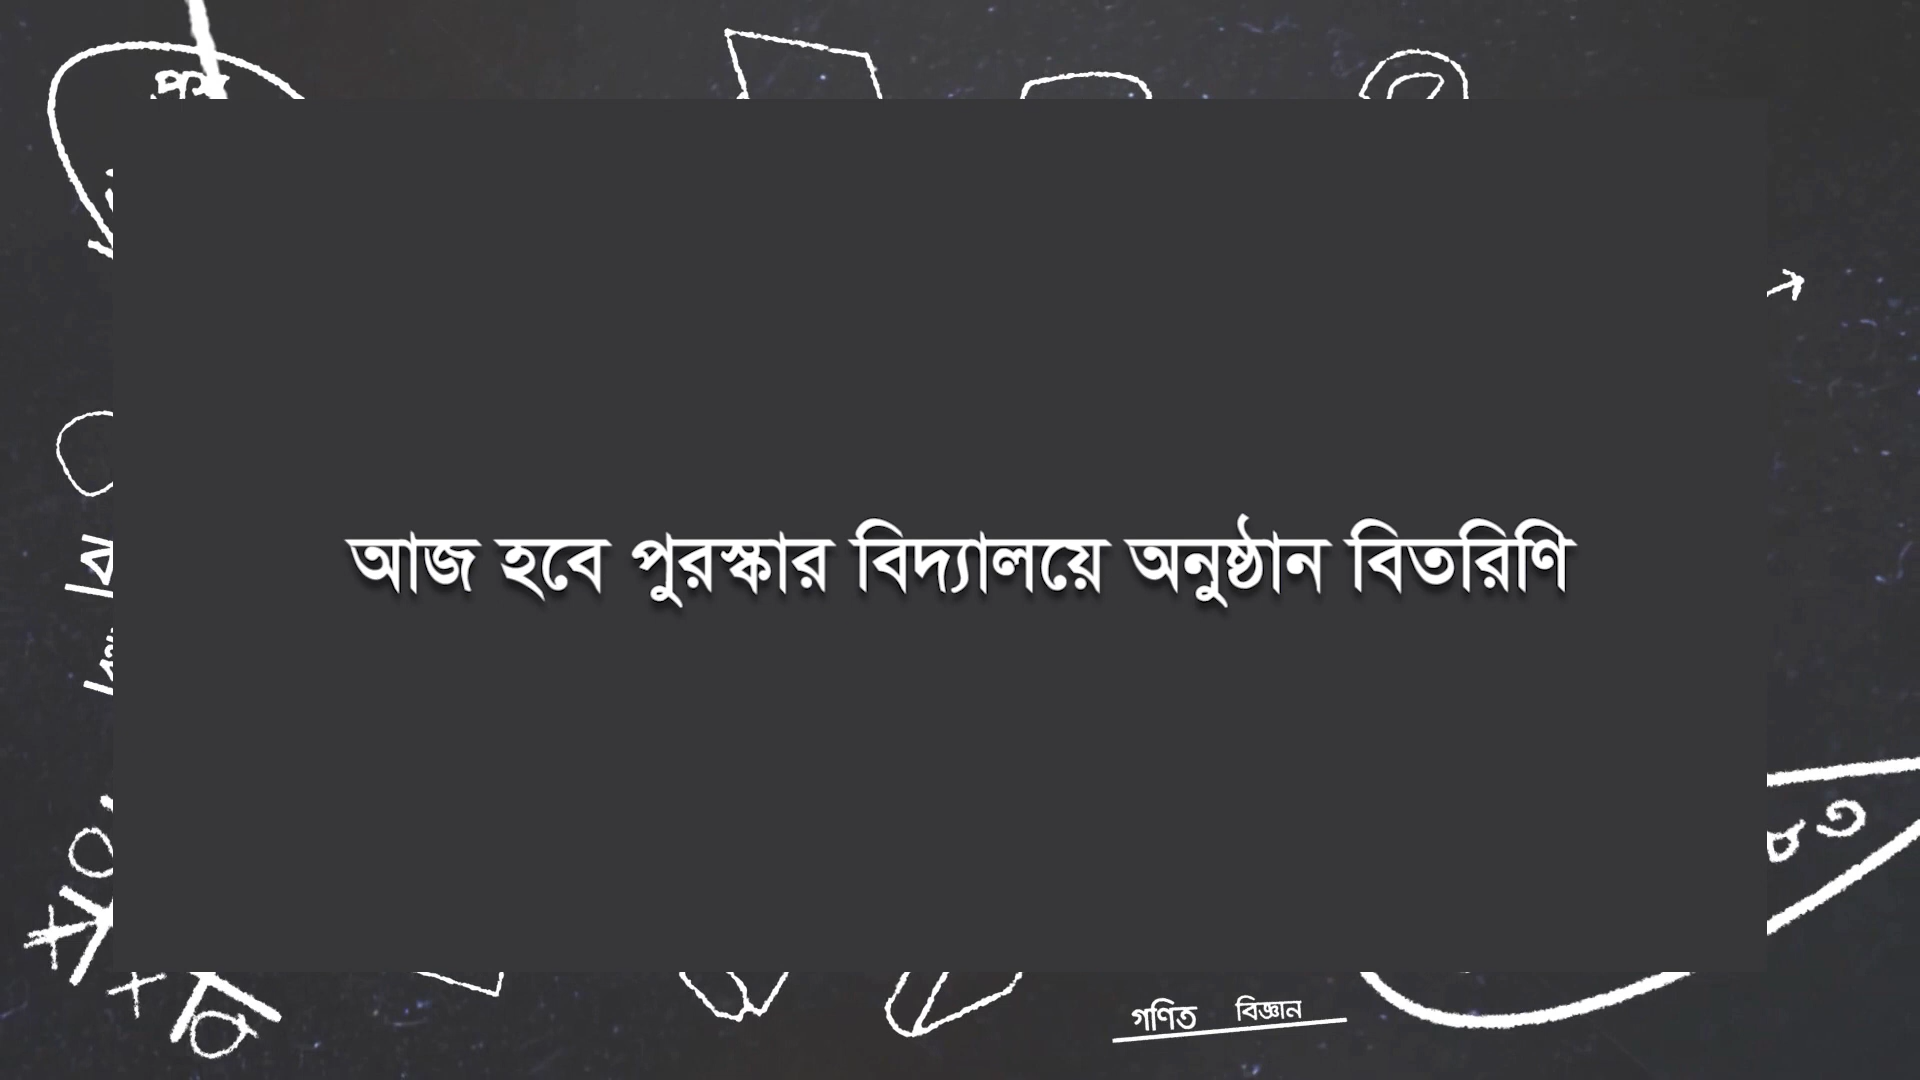 আজ হবে পুরস্কার বিদ্যালয়ে অনুষ্ঠান বিতরিণি
গণিত বিজ্ঞান